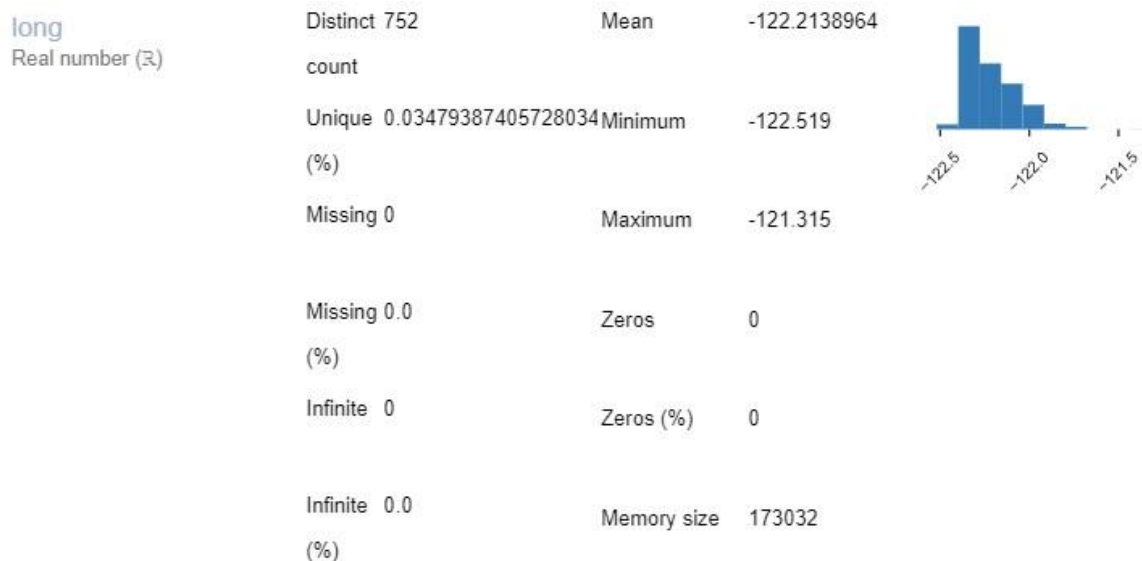 long
Real number (ℝ)
Distinct 752
count
Unique 0.03479387405728034
(%)
Missing 0
Missing 0.0
(%)
Infinite 0
Infinite 0.0
(%)
Mean -122.2138964
Minimum -122.519
Maximum -121.315
Zeros 0
Zeros (%) 0
Memory size 173032
-122.5
-122.0
-121.5